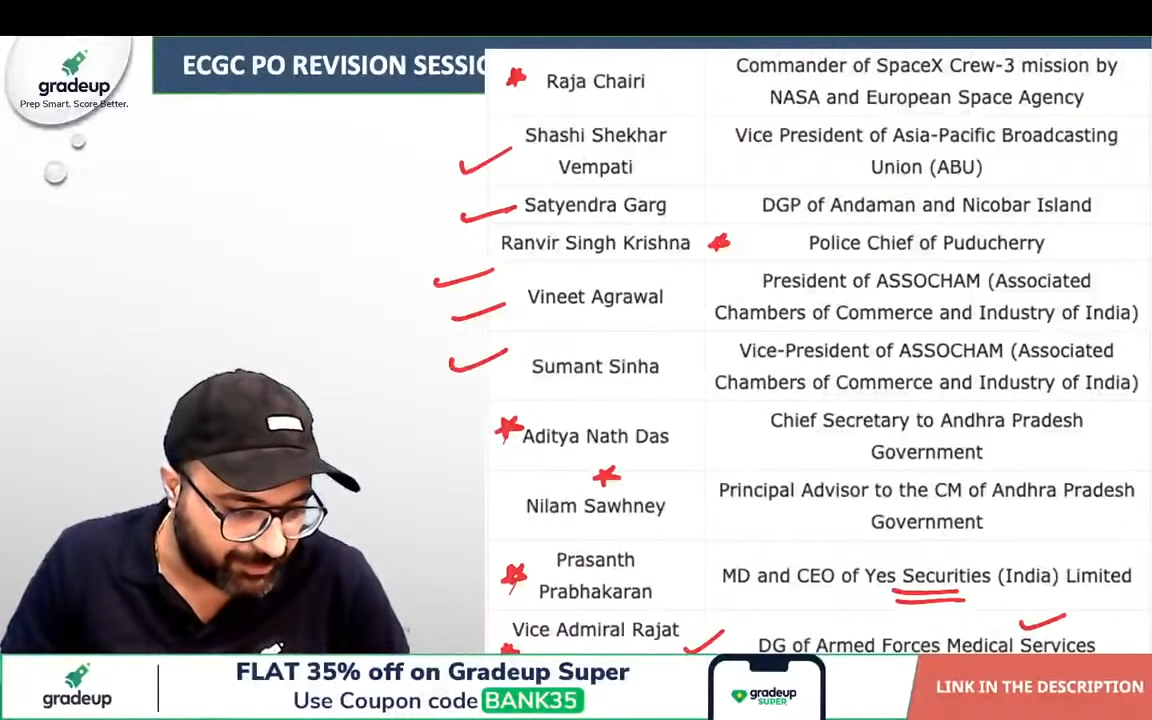 gradeup
Prep Smart. Score Better.
ECGC PO REVISION SESSIO
Raja Chairi
Commander of SpaceX Crew-3 mission by
NASA and European Space Agency
Shashi Shekhar
Vempati
Vice President of Asia-Pacific Broadcasting
Union (ABU)
Satyendra Garg
DGP of Andaman and Nicobar Island
Ranvir Singh Krishna
Police Chief of Puducherry
Vineet Agrawal
President of ASSOCHAM (Associated
Chambers of Commerce and Industry of India)
Sumant Sinha
Vice-President of ASSOCHAM (Associated
Chambers of Commerce and Industry of India)
Aditya Nath Das
Chief Secretary to Andhra Pradesh
Government
Nilam Sawhney
Principal Advisor to the CM of Andhra Pradesh
Government
Prasanth
Prabhakaran
MD and CEO of Yes Securities (India) Limited
Vice Admiral Rajat
DG of Armed Forces Medical Services
gradeup
FLAT 35% off on Gradeup Super
Use Coupon code BANK35
gradeup
SUPER
LINK IN THE DESCRIPTION